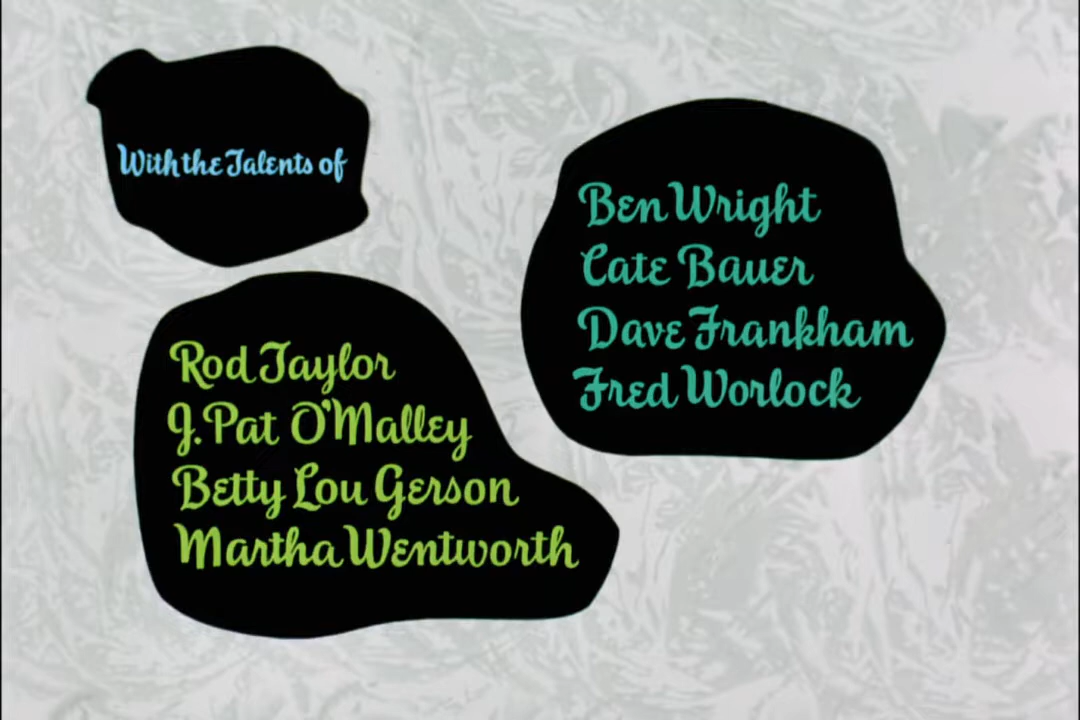 With the Talents of
Rod Taylor
J. Pat O'Malley
Betty Lou Gerson
Martha Wentworth
Ben Wright
Cate Bauer
Dave Frankham
Fred Worlock